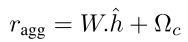 r_agg = W.ĥ + Ω_c